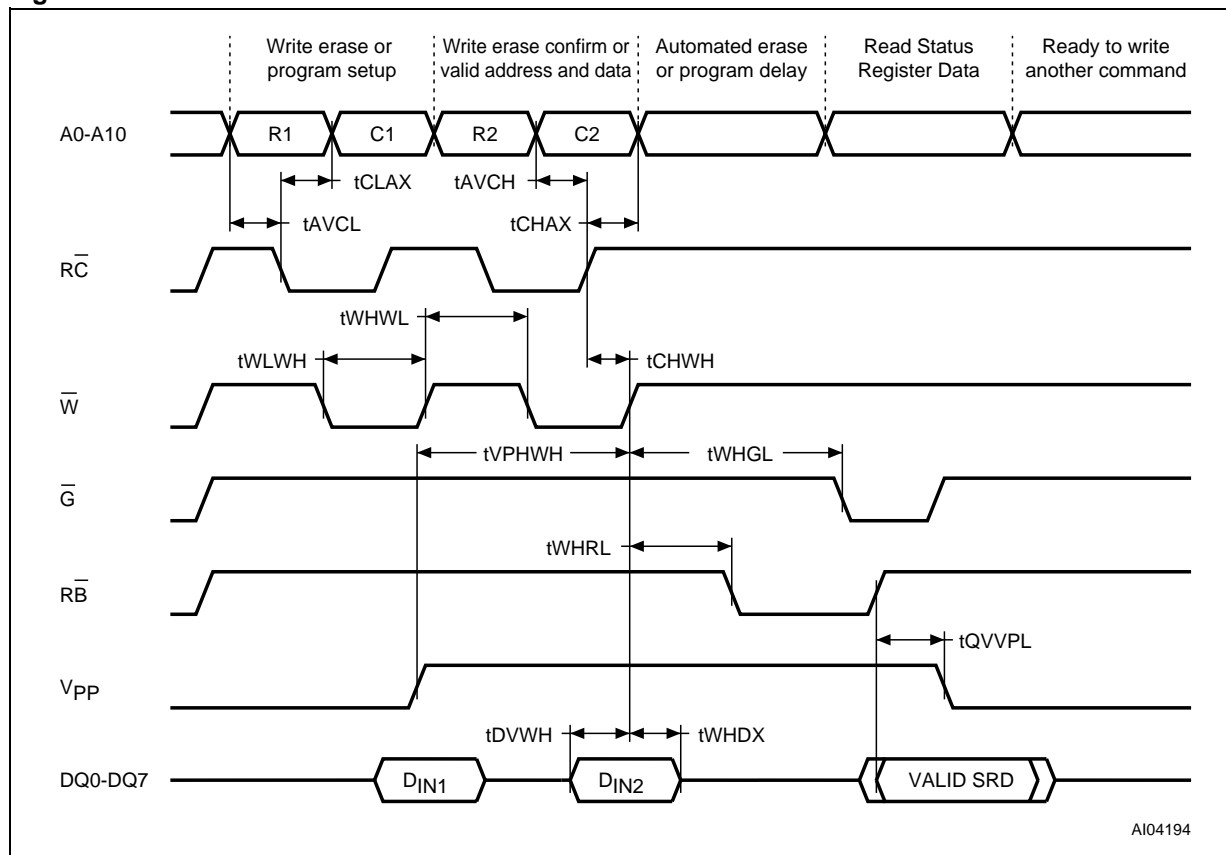 Write erase or
program setup
Write erase confirm or
valid address and data
Automated erase
or program delay
Read Status
Register Data
Ready to write
another command
A0-A10
R1
C1
R2
C2
tCLAX
tAVCH
tAVCL
tCHAX
RC̅
tWHWL
tWLWH
tCHWH
W̅
tVPHWH
tWHGL
G̅
tWHRL
RB̅
tQVVPL
VPP
tDVWH
tWHDX
DQ0-DQ7
DIN1
DIN2
VALID SRD
AI04194